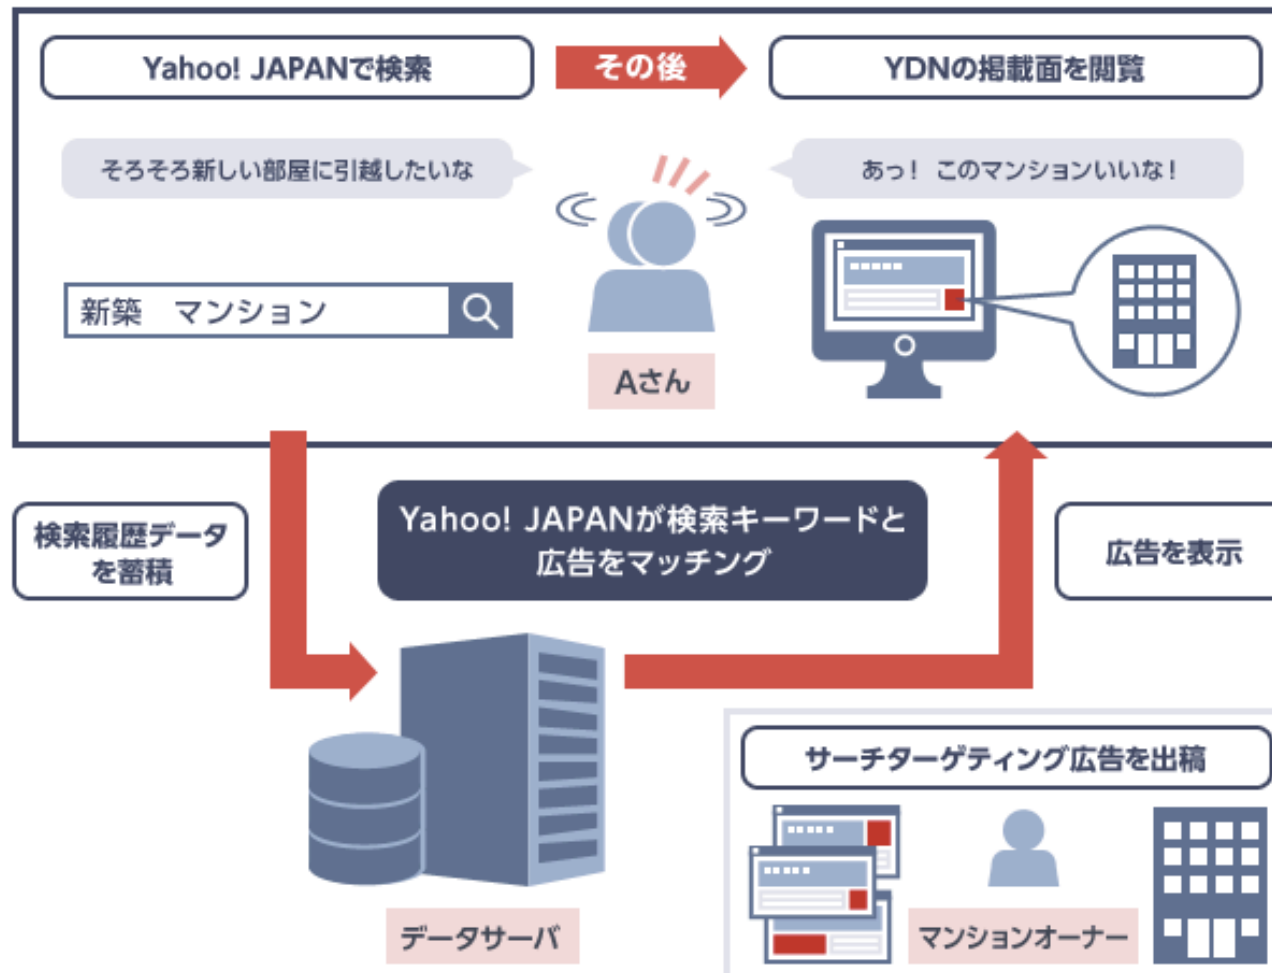 Yahoo! JAPANで検索
その後
YDNの掲載面を閲覧
そろそろ新しい部屋に引越したいな
あっ！ このマンションいいな！
新築　マンション
Aさん
検索履歴データ
を蓄積
Yahoo! JAPANが検索キーワードと
広告をマッチング
広告を表示
サーチターゲティング広告を出稿
データサーバ
マンションオーナー